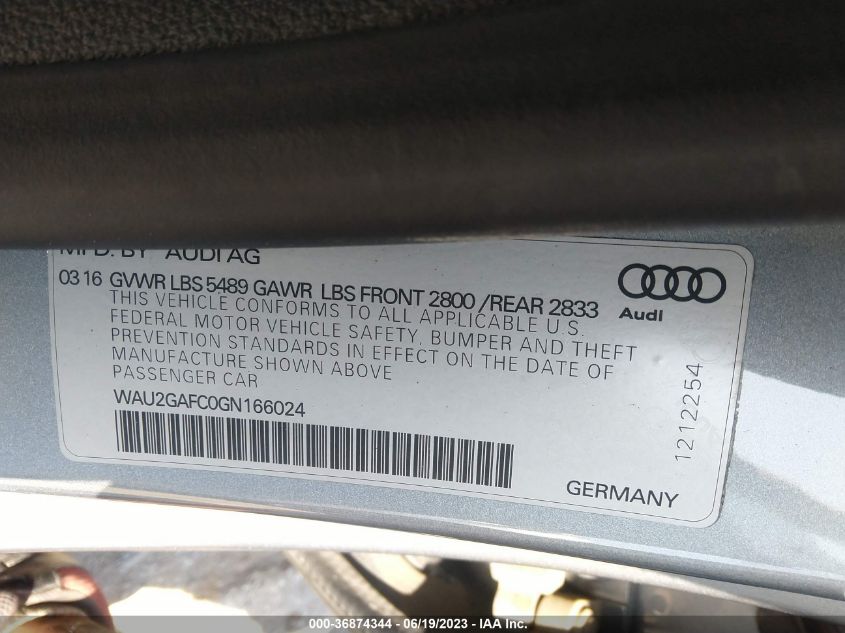 MFD. BY AUDI AG
03 16 GVWR LBS 5489 GAWR LBS FRONT 2800 /REAR 2833
THIS VEHICLE CONFORMS TO ALL APPLICABLE U.S.
FEDERAL MOTOR VEHICLE SAFETY, BUMPER AND THEFT
PREVENTION STANDARDS IN EFFECT ON THE DATE OF
MANUFACTURE SHOWN ABOVE
PASSENGER CAR
WAU2GAFC0GN166024
Audi
1212254
GERMANY
000-36874344 - 06/19/2023 - IAA Inc.